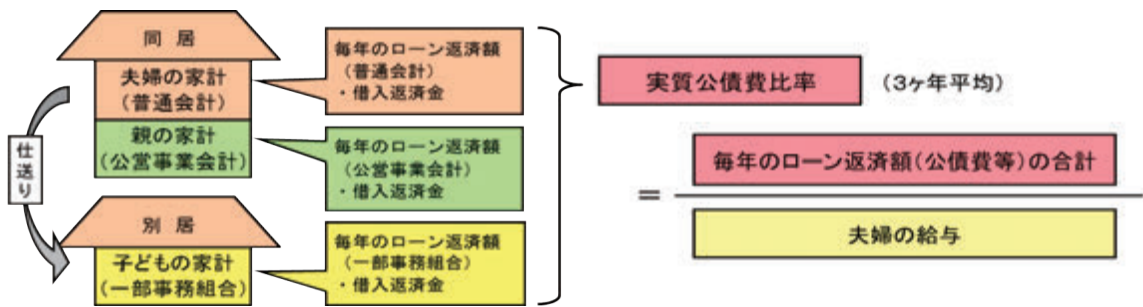 同居
夫婦の家計
(普通会計)
親の家計
(公営事業会計)
仕送り
別居
子どもの家計
(一部事務組合)
毎年のローン返済額
(普通会計)
・借入返済金
毎年のローン返済額
(公営事業会計)
・借入返済金
毎年のローン返済額
(一部事務組合)
・借入返済金
実質公債費比率 (3ヶ年平均)
=
毎年のローン返済額(公債費等)の合計
夫婦の給与